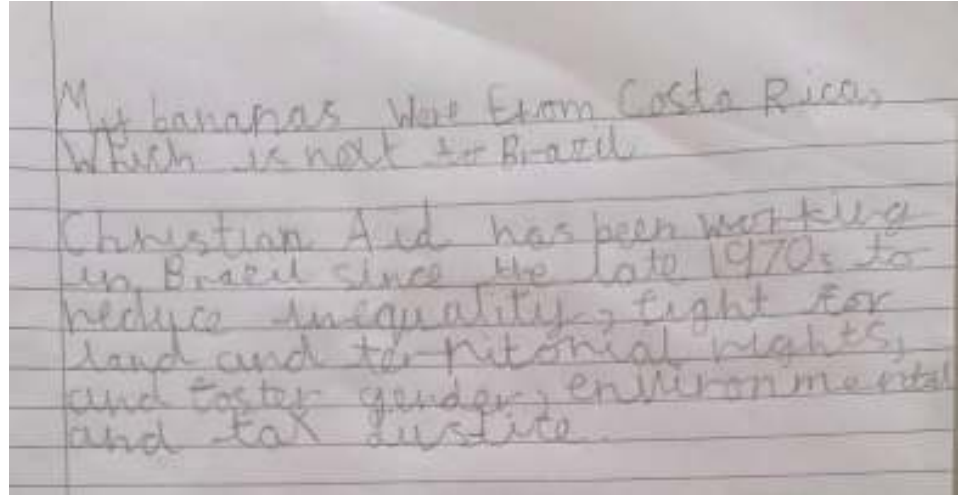 My bananas were from Costa Rica,
Which is next to Brazil
Christian Aid has been working
in Brazil since the late 1970s to
reduce inequality, fight for
land and territorial rights,
and foster gender, environmental
and tax justice.